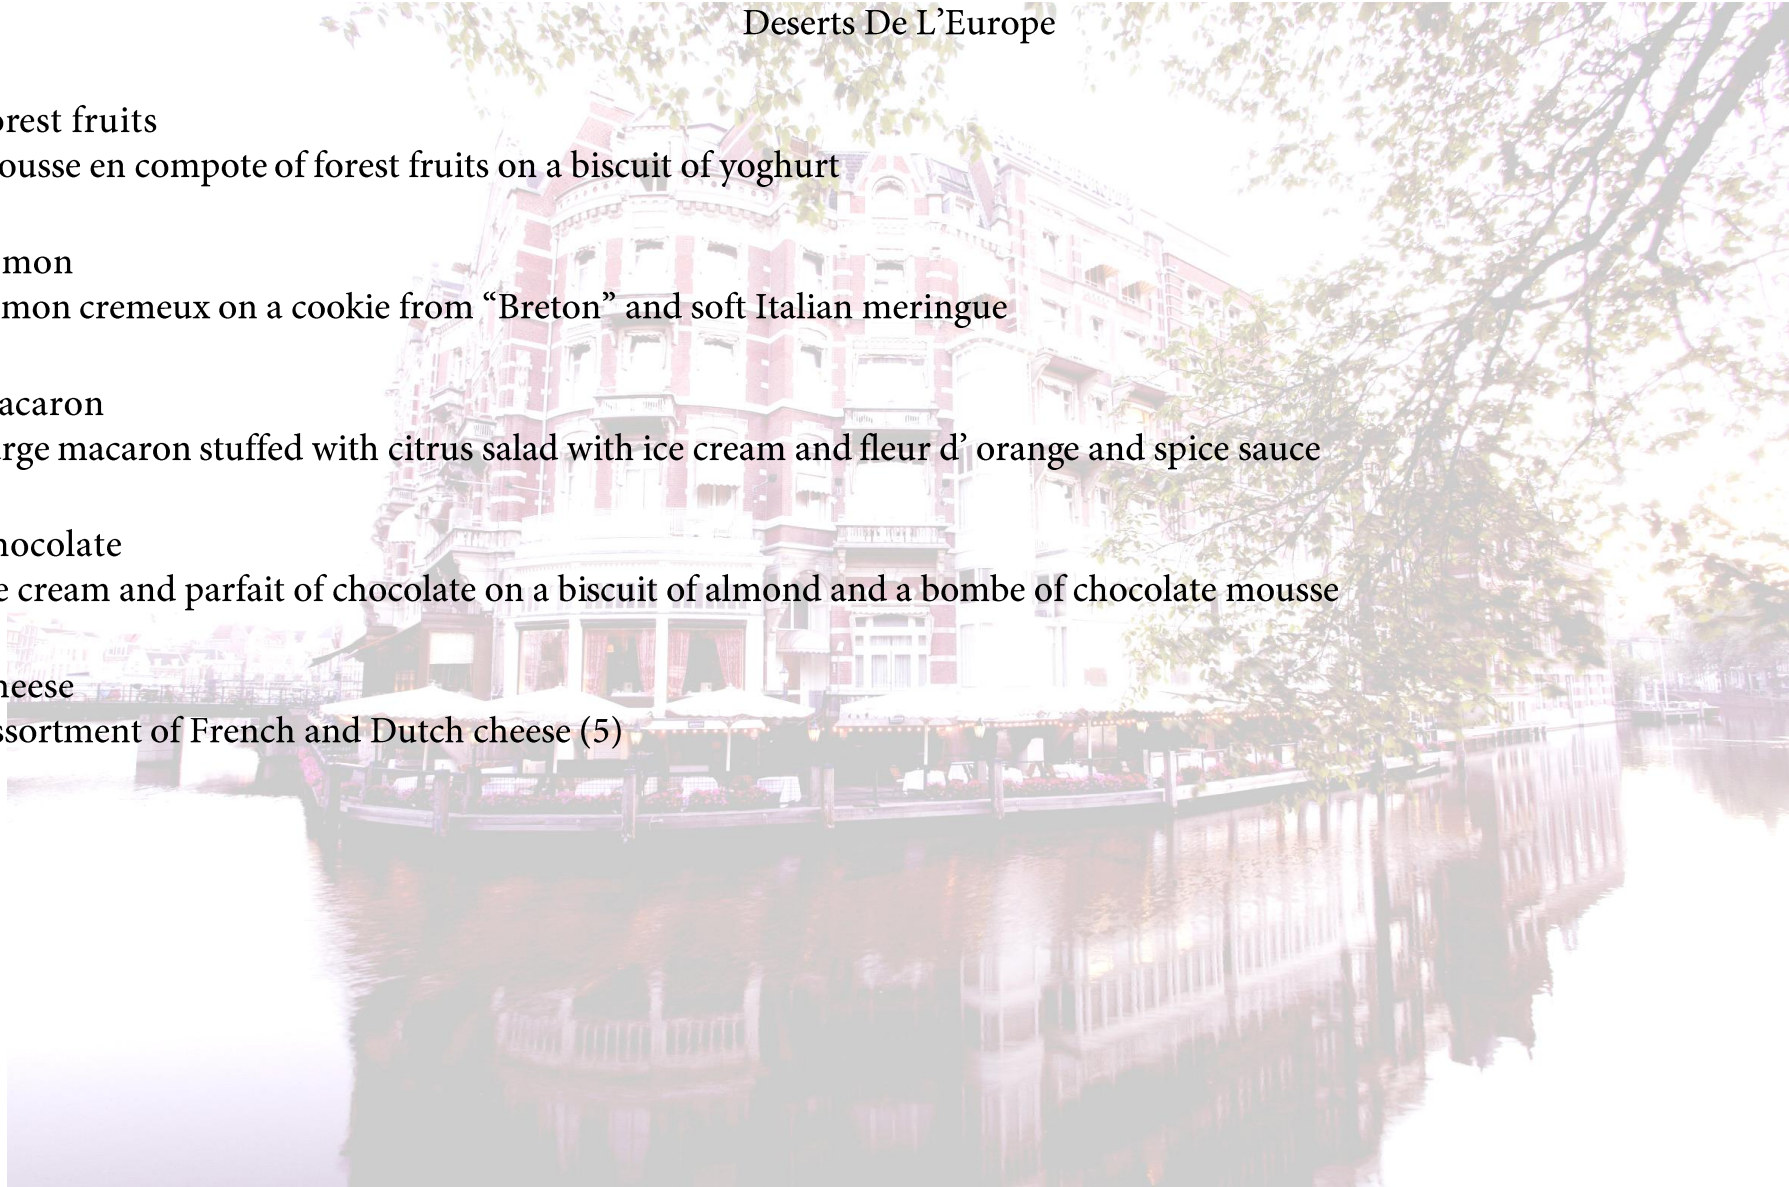 Deserts De L’Europe
orest fruits
ousse en compote of forest fruits on a biscuit of yoghurt
mon
mon cremeux on a cookie from “Breton” and soft Italian meringue
acaron
rge macaron stuffed with citrus salad with ice cream and fleur d’ orange and spice sauce
hocolate
e cream and parfait of chocolate on a biscuit of almond and a bombe of chocolate mousse
heese
ssortment of French and Dutch cheese (5)